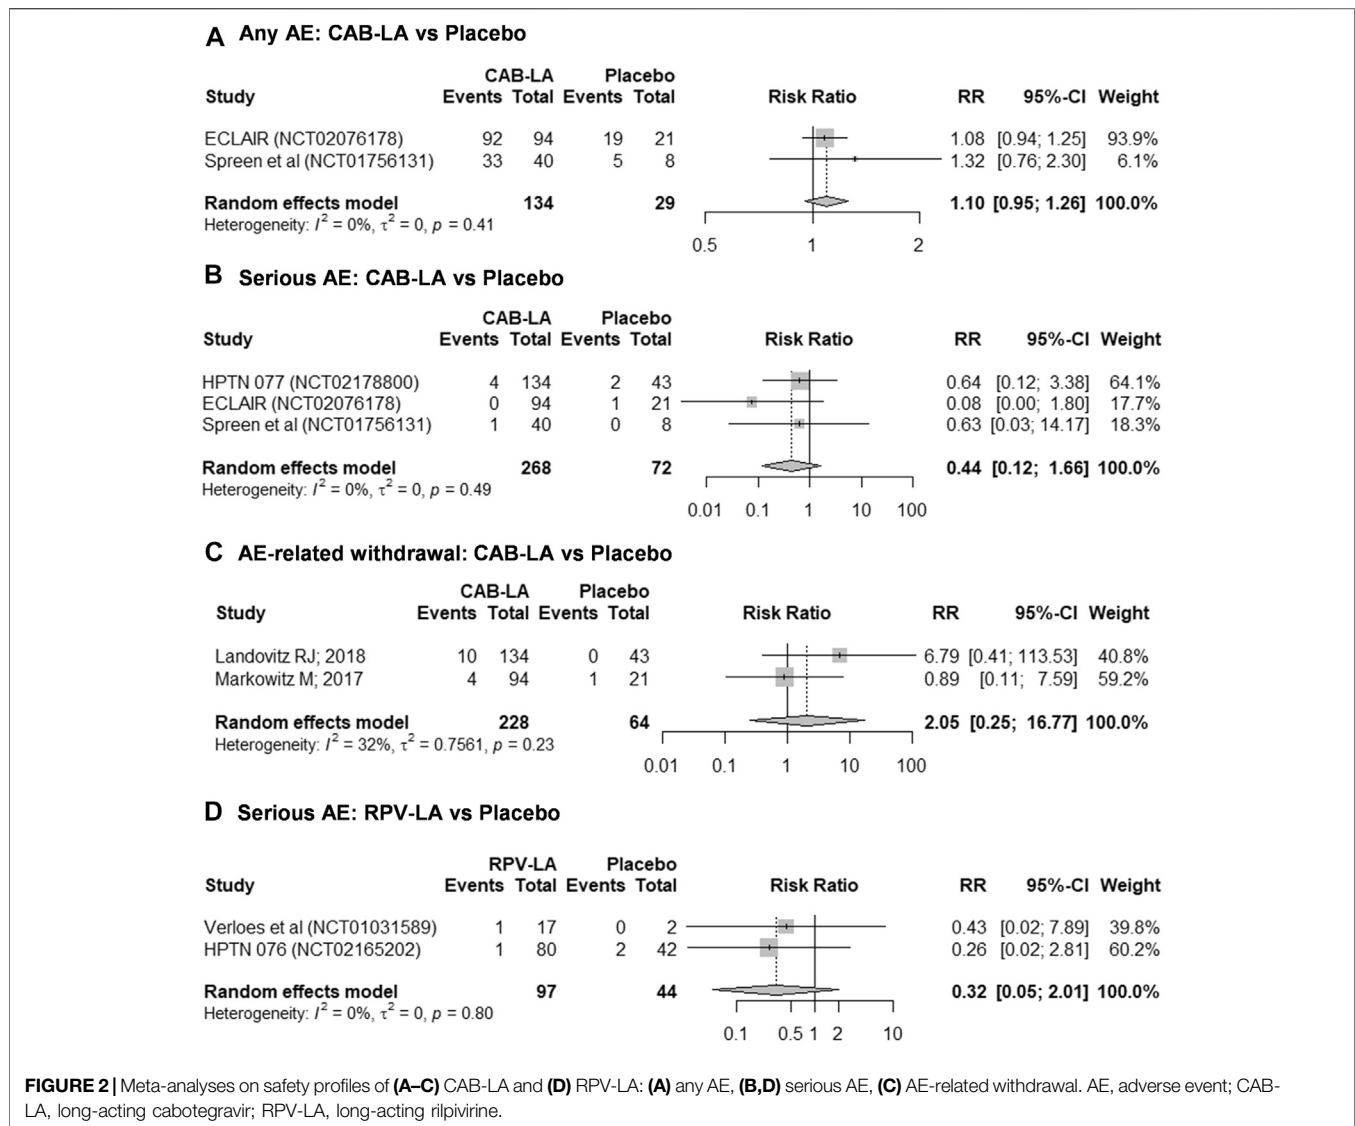 A Any AE: CAB-LA vs Placebo
CAB-LA Placebo
Study Events Total Events Total Risk Ratio RR 95%-CI Weight
ECLAIR (NCT02076178) 92 94 19 21 1.08 [0.94; 1.25] 93.9%
Spreen et al (NCT01756131) 33 40 5 8 1.32 [0.76; 2.30] 6.1%
Random effects model 134 29 1.10 [0.95; 1.26] 100.0%
Heterogeneity: I² = 0%, τ² = 0, p = 0.41
0.5 1 2
B Serious AE: CAB-LA vs Placebo
CAB-LA Placebo
Study Events Total Events Total Risk Ratio RR 95%-CI Weight
HPTN 077 (NCT02178800) 4 134 2 43 0.64 [0.12; 3.38] 64.1%
ECLAIR (NCT02076178) 0 94 1 21 0.08 [0.00; 1.80] 17.7%
Spreen et al (NCT01756131) 1 40 0 8 0.63 [0.03; 14.17] 18.3%
Random effects model 268 72 0.44 [0.12; 1.66] 100.0%
Heterogeneity: I² = 0%, τ² = 0, p = 0.49
0.01 0.1 1 10 100
C AE-related withdrawal: CAB-LA vs Placebo
CAB-LA Placebo
Study Events Total Events Total Risk Ratio RR 95%-CI Weight
Landovitz RJ; 2018 10 134 0 43 6.79 [0.41; 113.53] 40.8%
Markowitz M; 2017 4 94 1 21 0.89 [0.11; 7.59] 59.2%
Random effects model 228 64 2.05 [0.25; 16.77] 100.0%
Heterogeneity: I² = 32%, τ² = 0.7561, p = 0.23
0.01 0.1 1 10 100
D Serious AE: RPV-LA vs Placebo
RPV-LA Placebo
Study Events Total Events Total Risk Ratio RR 95%-CI Weight
Verloes et al (NCT01031589) 1 17 0 2 0.43 [0.02; 7.89] 39.8%
HPTN 076 (NCT02165202) 1 80 2 42 0.26 [0.02; 2.81] 60.2%
Random effects model 97 44 0.32 [0.05; 2.01] 100.0%
Heterogeneity: I² = 0%, τ² = 0, p = 0.80
0.1 0.5 1 2 10
FIGURE 2 | Meta-analyses on safety profiles of (A–C) CAB-LA and (D) RPV-LA: (A) any AE, (B,D) serious AE, (C) AE-related withdrawal. AE, adverse event; CAB-
LA, long-acting cabotegravir; RPV-LA, long-acting rilpivirine.